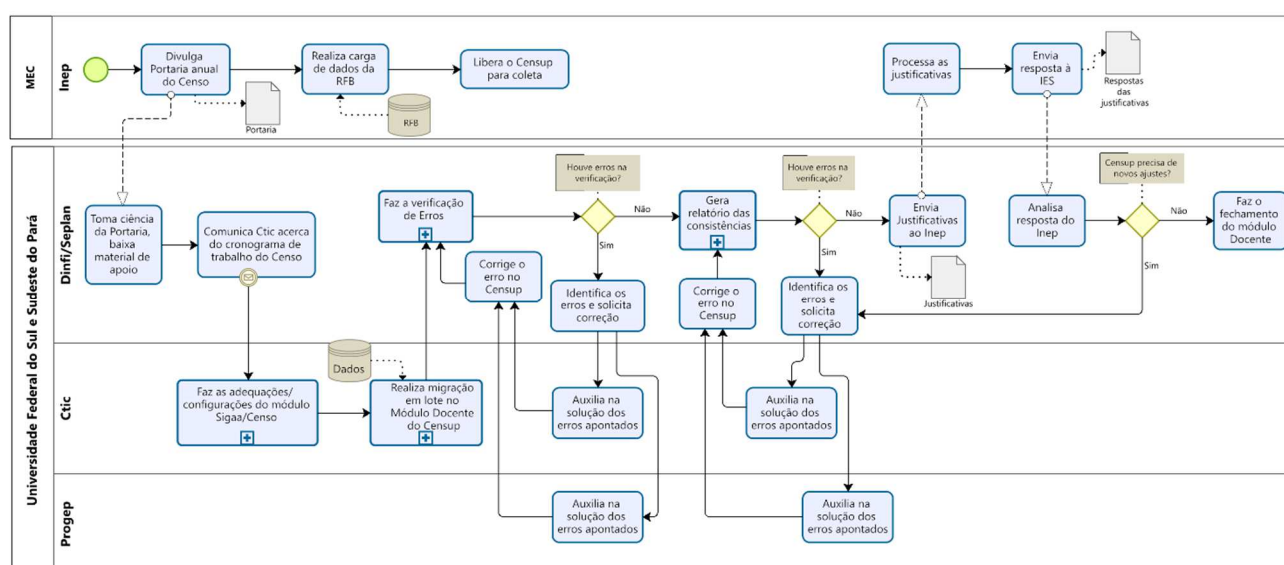 MEC
Inep
Divulga
Portaria anual
do Censo
Portaria
Realiza carga
de dados da
RFB
RFB
Libera o Censup
para coleta
Processa as
justificativas
Envia
resposta à
IES
Respostas
das
justificativas
Universidade Federal do Sul e Sudeste do Pará
Dinfi/Seplan
Toma ciência
da Portaria,
baixa
material de
apoio
Comunica Ctic acerca
do cronograma de
trabalho do Censo
Faz a verificação
de Erros
Houve erros na
verificação?
Não
Sim
Corrige o
erro no
Censup
Identifica os
erros e solicita
correção
Gera
relatório das
consistências
Houve erros na
verificação?
Não
Sim
Corrige o
erro no
Censup
Identifica os
erros e solicita
correção
Envia
Justificativas
ao Inep
Justificativas
Analisa
resposta do
Inep
Censup precisa de
novos ajustes?
Não
Sim
Faz o
fechamento
do módulo
Docente
Ctic
Faz as adequações/
configurações do módulo
Sigaa/Censo
Dados
Realiza migração
em lote no
Módulo Docente
do Censup
Auxilia na
solução dos
erros apontados
Auxilia na
solução dos
erros apontados
Progep
Auxilia na
solução dos
erros apontados
Auxilia na
solução dos
erros apontados